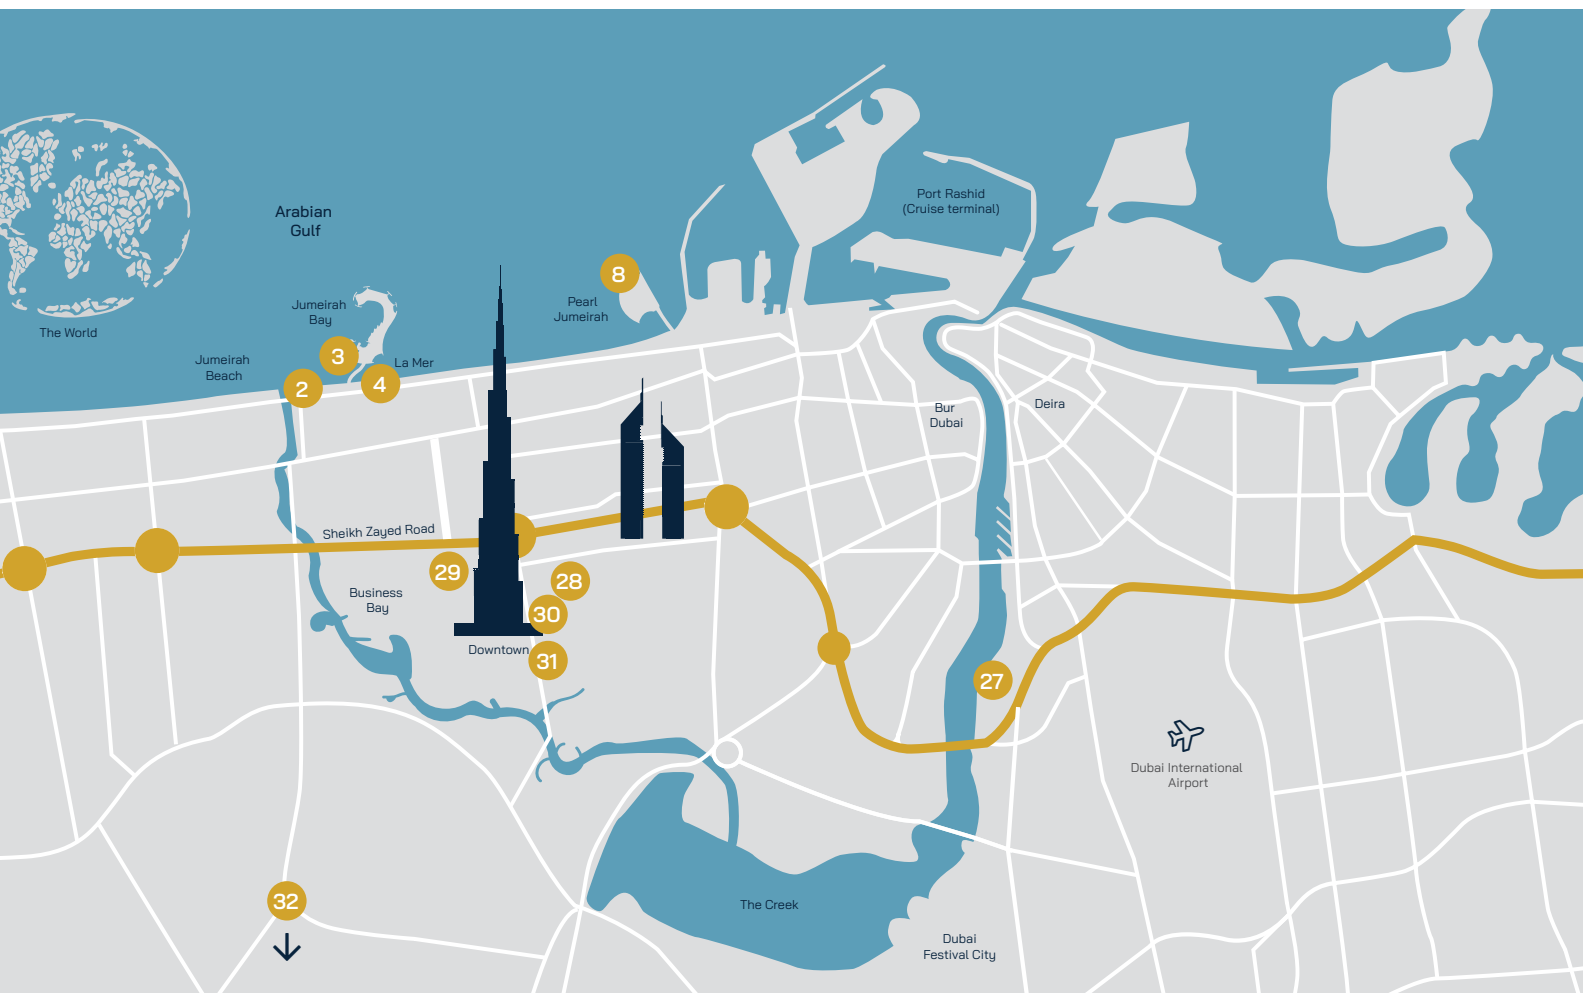 Port Rashid
(Cruise terminal)
Arabian
Gulf
8
Jumeirah
Bay
Pearl
Jumeirah
The World
3
La Mer
Jumeirah
Beach
2
4
Bur
Dubai
Deira
Sheikh Zayed Road
29
28
Business
Bay
30
Downtown
31
27
Dubai International
Airport
32
The Creek
Dubai
Festival City